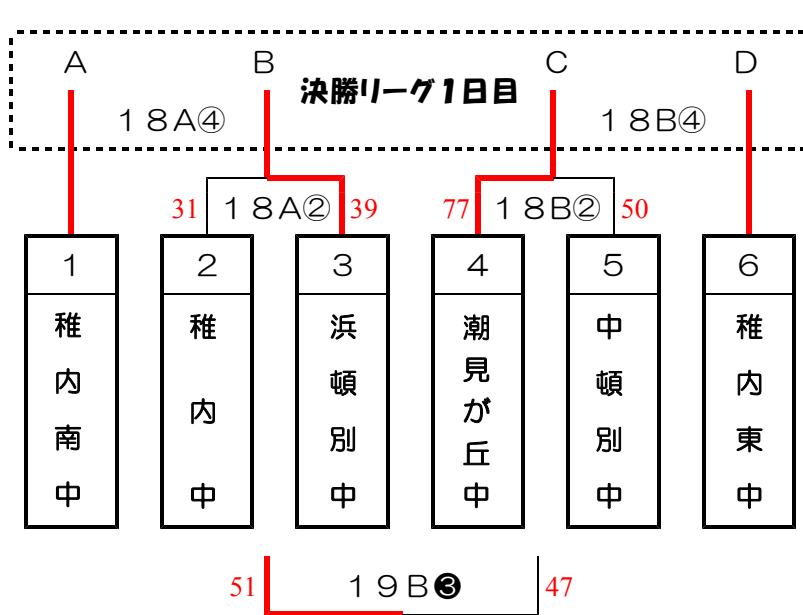 A B 決勝リーグ1日目 C D
18A④ 18B④
31 18A② 39 77 18B② 50
1 2 3 4 5 6
稚内南中
稚内中
浜頓別中
潮見が丘中
中頓別中
稚内東中
51 19B❸ 47